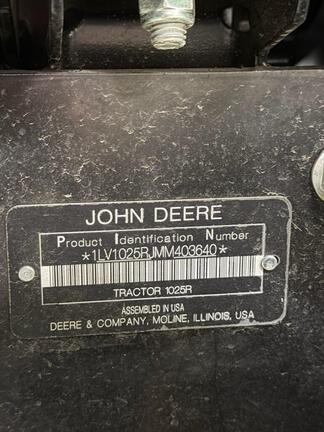 JOHN DEERE
Product Identification Number
*1LV1025RJMM403640*
TRACTOR 1025R
ASSEMBLED IN USA
DEERE & COMPANY, MOLINE, ILLINOIS, USA